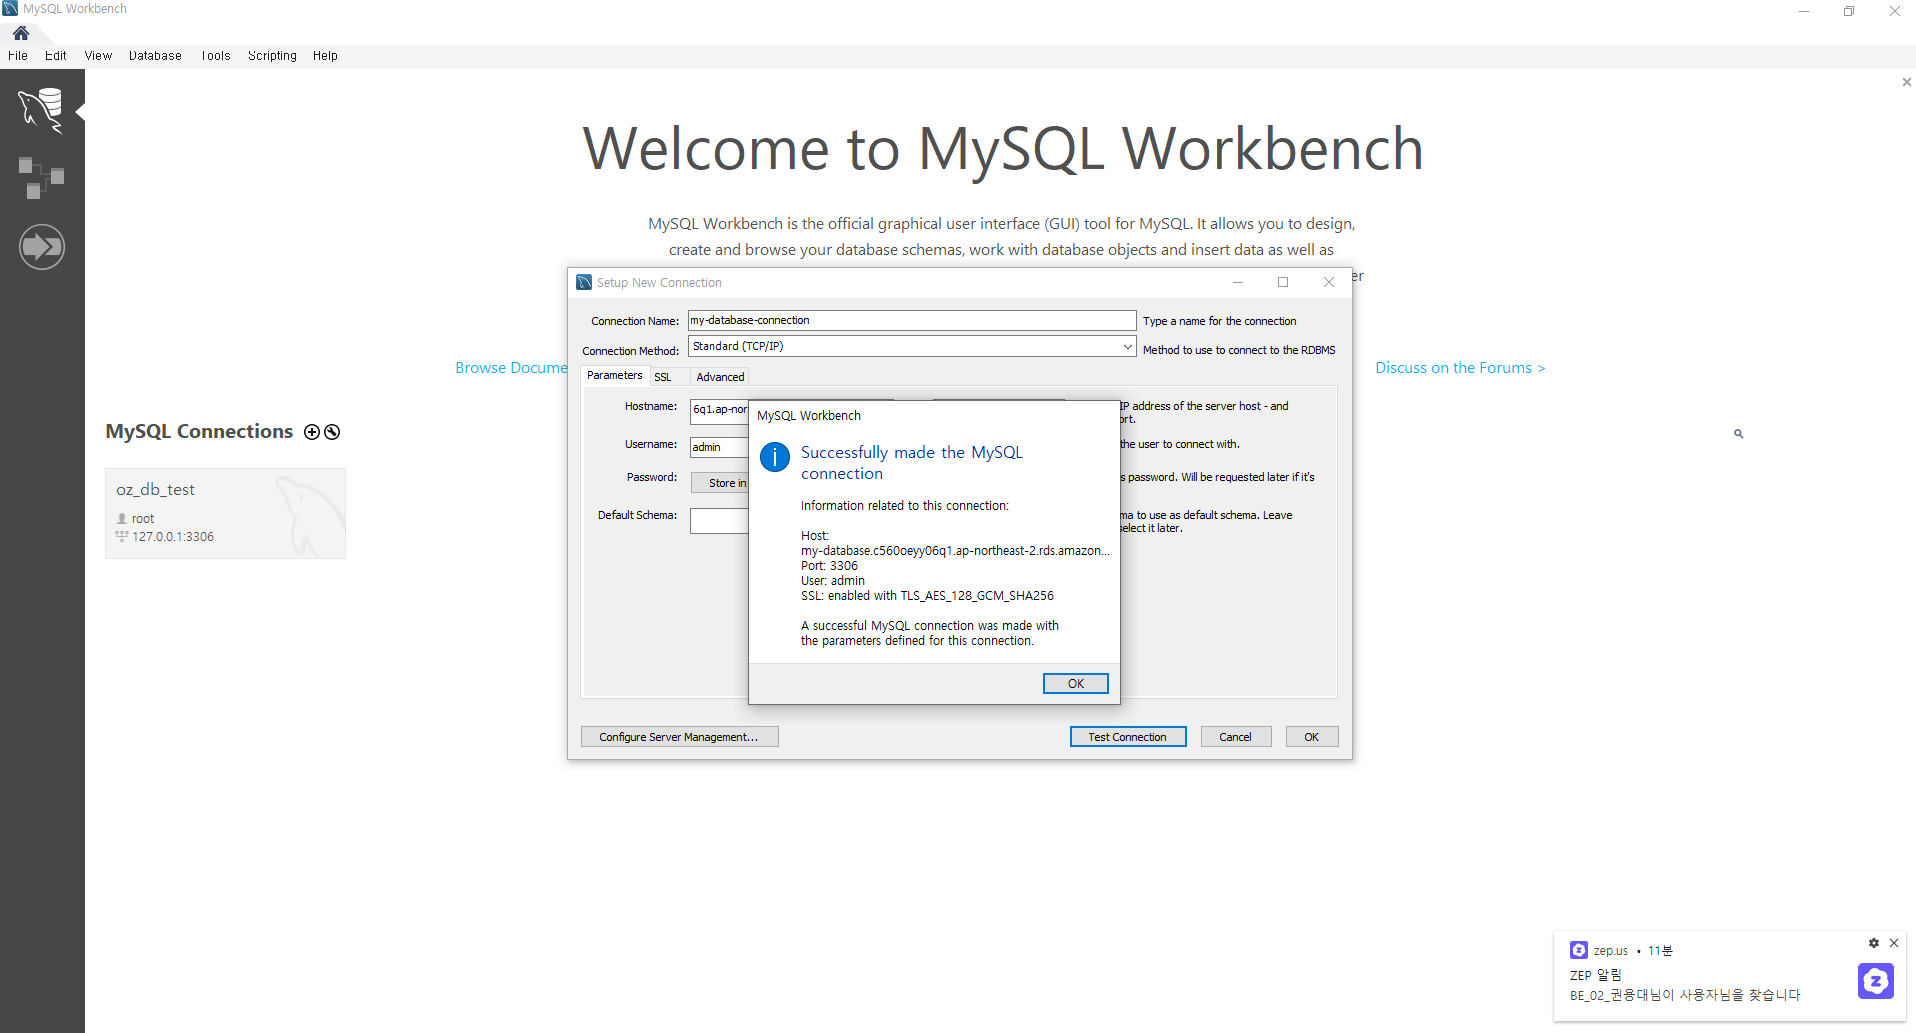 MySQL Workbench
File Edit View Database Tools Scripting Help
Welcome to MySQL Workbench
MySQL Workbench is the official graphical user interface (GUI) tool for MySQL. It allows you to design,
create and browse your database schemas, work with database objects and insert data as well as
er
Browse Docume
Discuss on the Forums >
MySQL Connections
oz_db_test
root
127.0.0.1:3306
Setup New Connection
Connection Name: my-database-connection Type a name for the connection
Connection Method: Standard (TCP/IP) Method to use to connect to the RDBMS
Parameters SSL Advanced
Hostname: 6q1.ap-nor IP address of the server host - and
ort.
Username: admin the user to connect with.
Password: Store in s password. Will be requested later if it's
Default Schema: ma to use as default schema. Leave
select it later.
MySQL Workbench
Successfully made the MySQL
connection
Information related to this connection:
Host:
my-database.c560oeyy06q1.ap-northeast-2.rds.amazon...
Port: 3306
User: admin
SSL: enabled with TLS_AES_128_GCM_SHA256
A successful MySQL connection was made with
the parameters defined for this connection.
OK
Configure Server Management... Test Connection Cancel OK
zep.us • 11분
ZEP 알림
BE_02_권용대님이 사용자님을 찾습니다